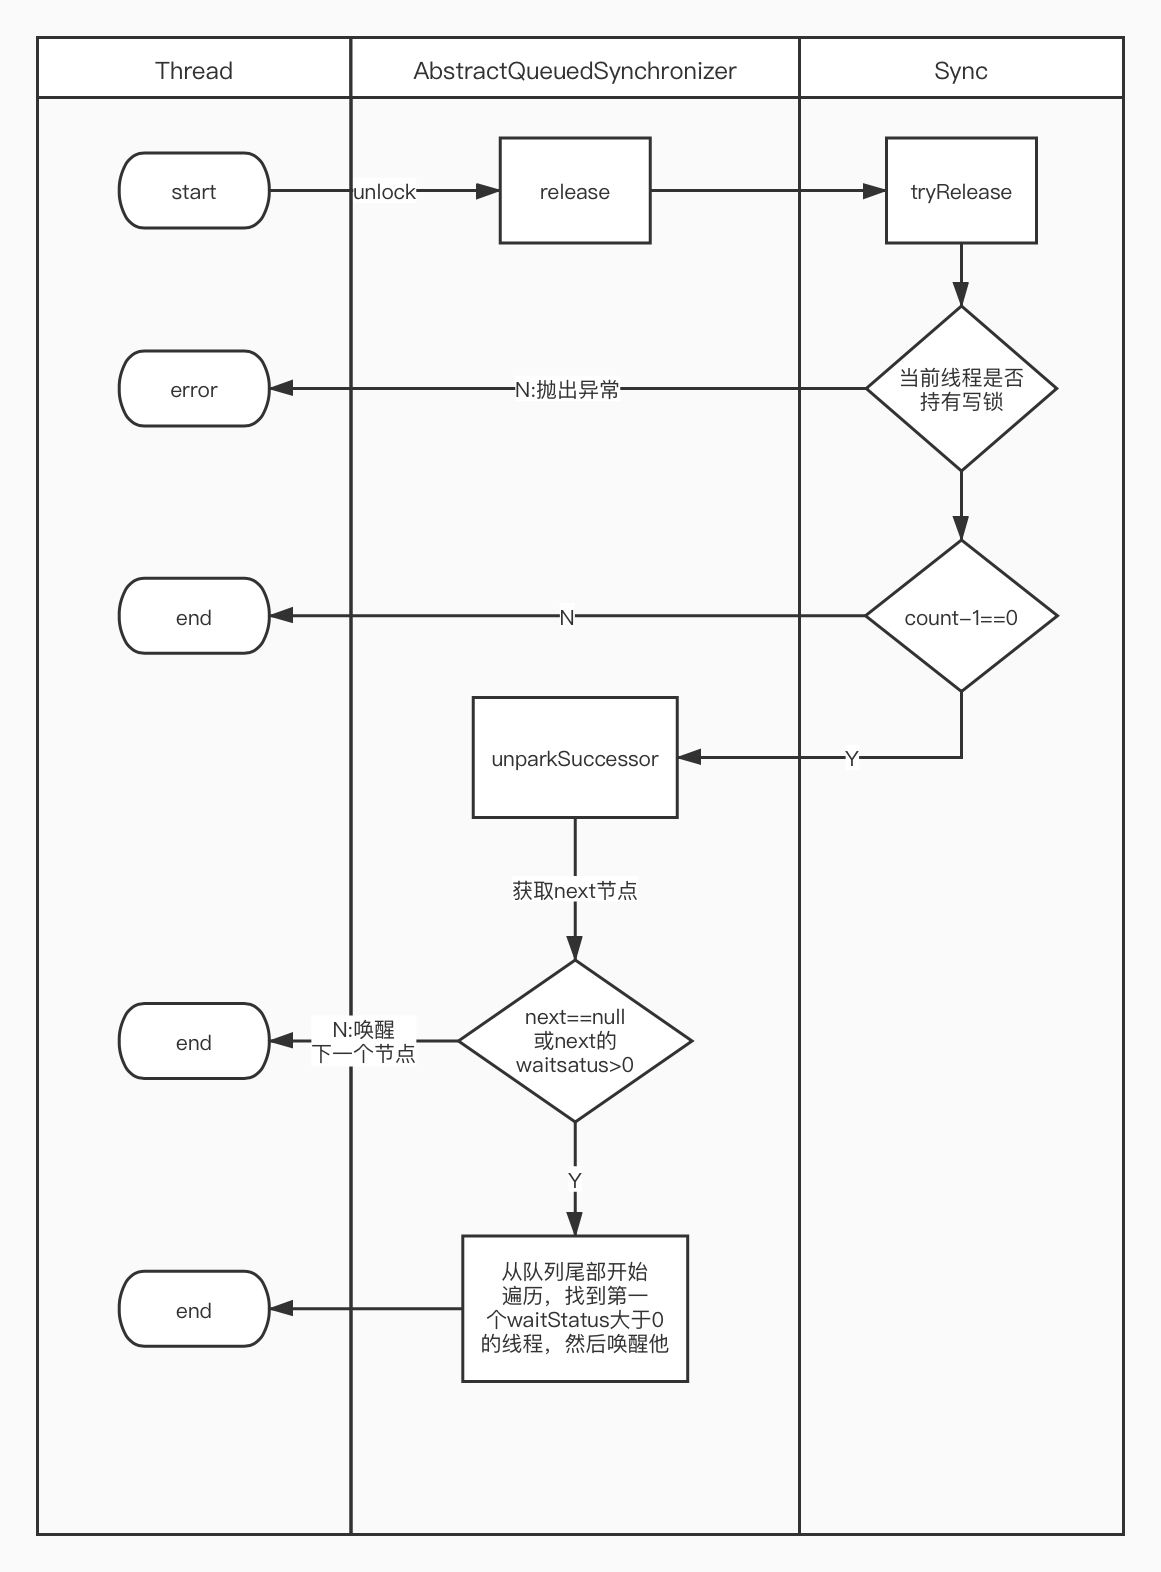 Thread
AbstractQueuedSynchronizer
Sync
start
unlock
release
tryRelease
error
N:抛出异常
当前线程是否
持有写锁
end
N
count-1==0
unparkSuccessor
Y
获取next节点
end
N:唤醒
下一个节点
next==null
或next的
waitsatus>0
Y
end
从队列尾部开始
遍历，找到第一
个waitStatus大于0
的线程，然后唤醒他